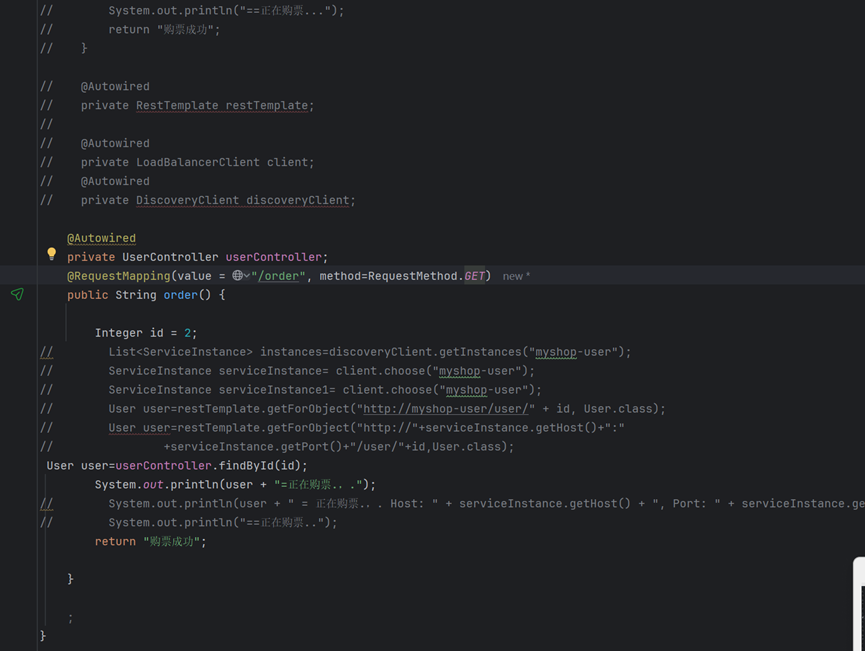 //        System.out.println("==正在购票...");
//        return "购票成功";
//    }
//    @Autowired
//    private RestTemplate restTemplate;
//
//    @Autowired
//    private LoadBalancerClient client;
//    @Autowired
//    private DiscoveryClient discoveryClient;
@Autowired
private UserController userController;
@RequestMapping(value = "/order", method=RequestMethod.GET) new *
public String order() {
Integer id = 2;
//        List<ServiceInstance> instances=discoveryClient.getInstances("myshop-user");
//        ServiceInstance serviceInstance= client.choose("myshop-user");
//        ServiceInstance serviceInstance1= client.choose("myshop-user");
//        User user=restTemplate.getForObject("http://myshop-user/user/" + id, User.class);
//        User user=restTemplate.getForObject("http://"+serviceInstance.getHost()+":"
//                +serviceInstance.getPort()+"/user/"+id,User.class);
User user=userController.findById(id);
System.out.println(user + "=正在购票.. .");
//        System.out.println(user + " = 正在购票.. . Host: " + serviceInstance.getHost() + ", Port: " + serviceInstance.ge
//        System.out.println("==正在购票..");
return "购票成功";
}
;
}